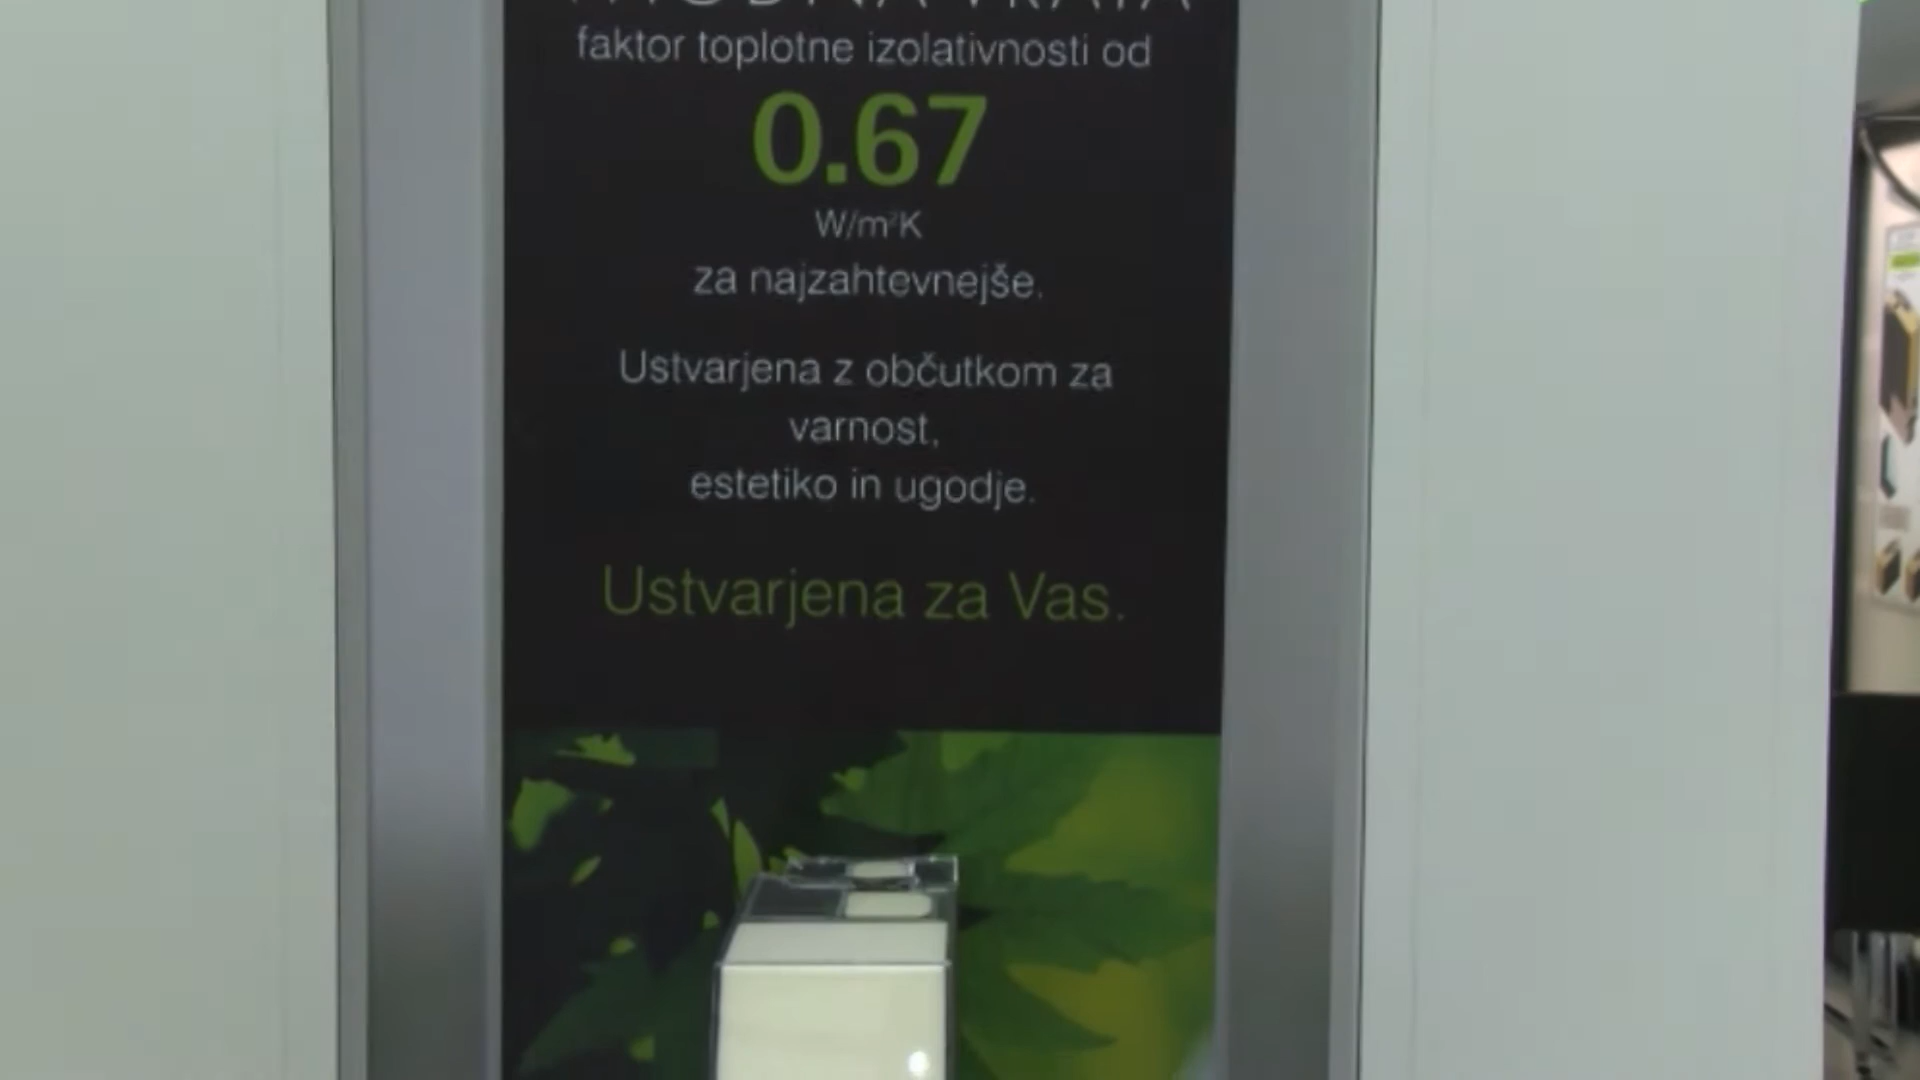 faktor toplotne izolativnosti od
0.67
W/m²K
za najzahtevnejše.
Ustvarjena z občutkom za
varnost,
estetiko in ugodje.
Ustvarjena za Vas.